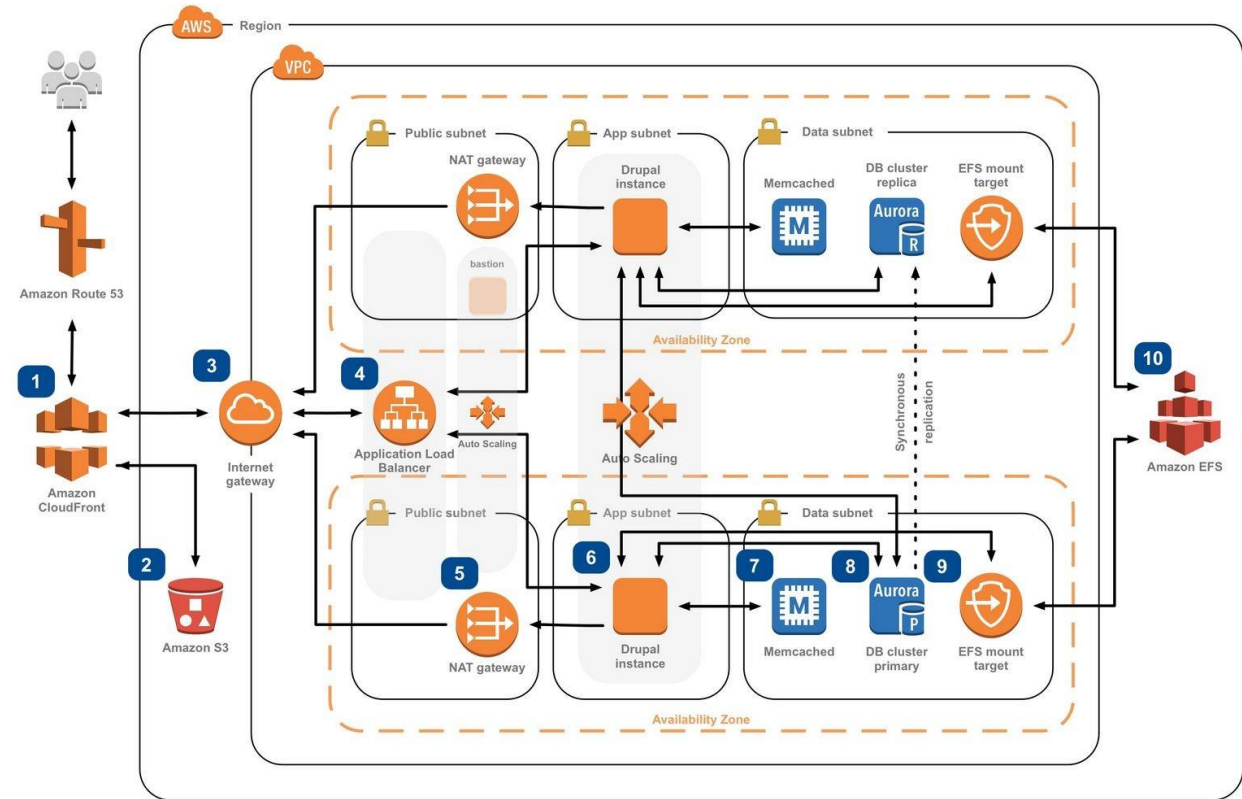 AWS
Region
VPC
Public subnet
App subnet
Data subnet
NAT gateway
Drupal
instance
Memcached
M
DB cluster
replica
Aurora
R
EFS mount
target
bastion
Amazon Route 53
Availability Zone
1
3
4
10
Synchronous
replication
Auto Scaling
Application Load
Balancer
Auto Scaling
Internet
gateway
Amazon EFS
Amazon
CloudFront
Public subnet
App subnet
Data subnet
2
5
6
7
8
9
Aurora
P
M
Amazon S3
NAT gateway
Drupal
instance
Memcached
DB cluster
primary
EFS mount
target
Availability Zone